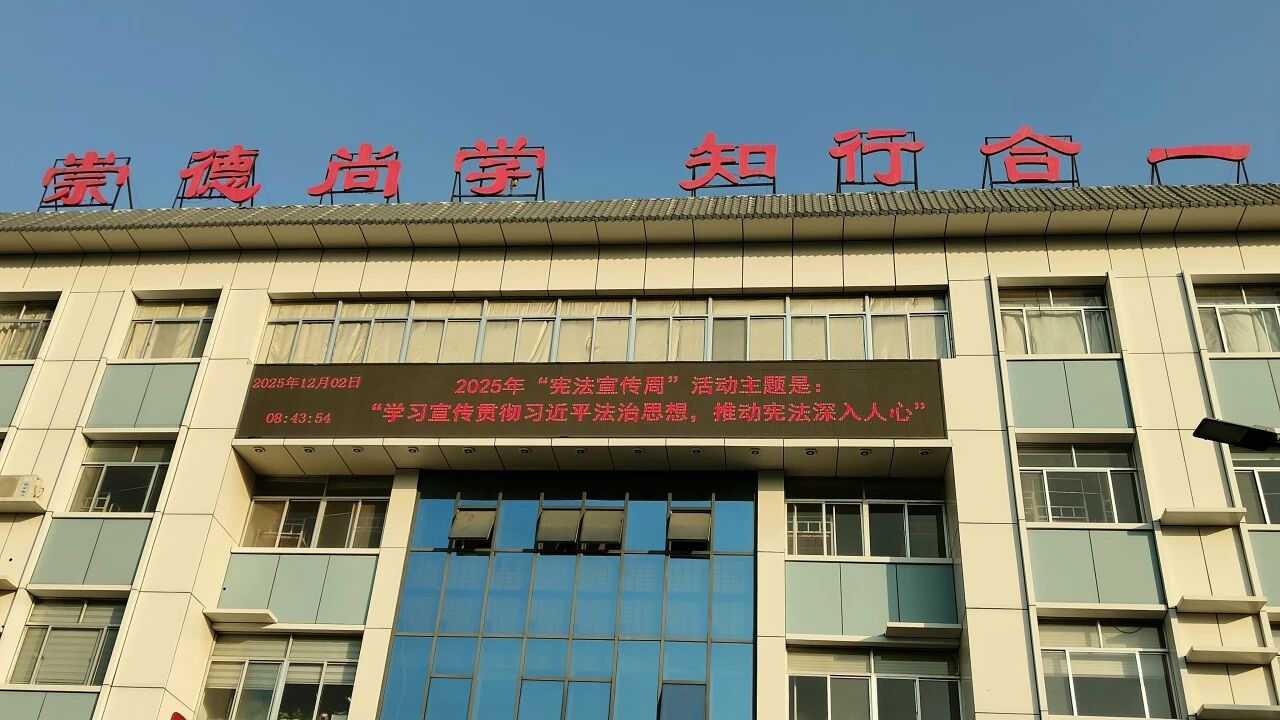 崇德尚学 知行合一
2025年12月02日
08:43:54
2025年“宪法宣传周”活动主题是：
“学习宣传贯彻习近平法治思想，推动宪法深入人心”